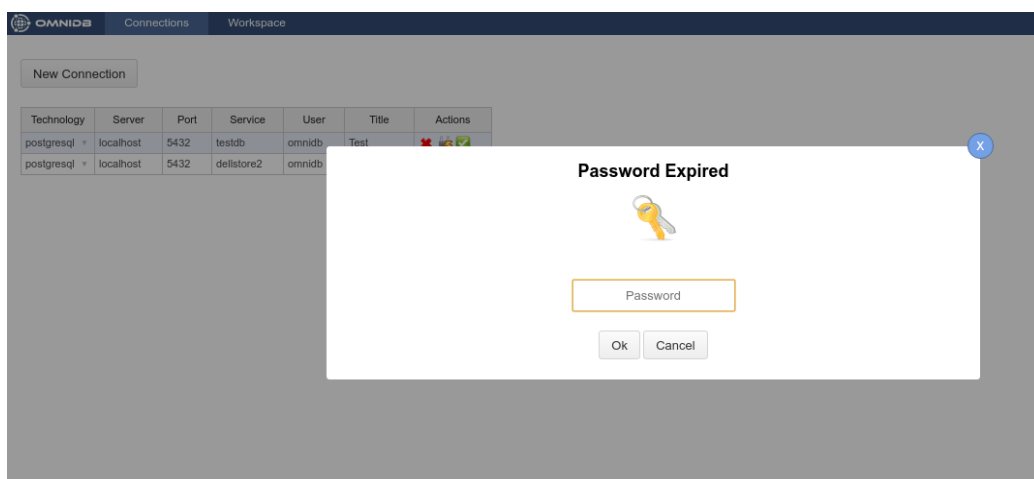 OMNIDB Connections Workspace
New Connection
Technology Server Port Service User Title Actions
postgresql localhost 5432 testdb omnidb Test
postgresql localhost 5432 dellstore2 omnidb
X
Password Expired
Password
Ok Cancel